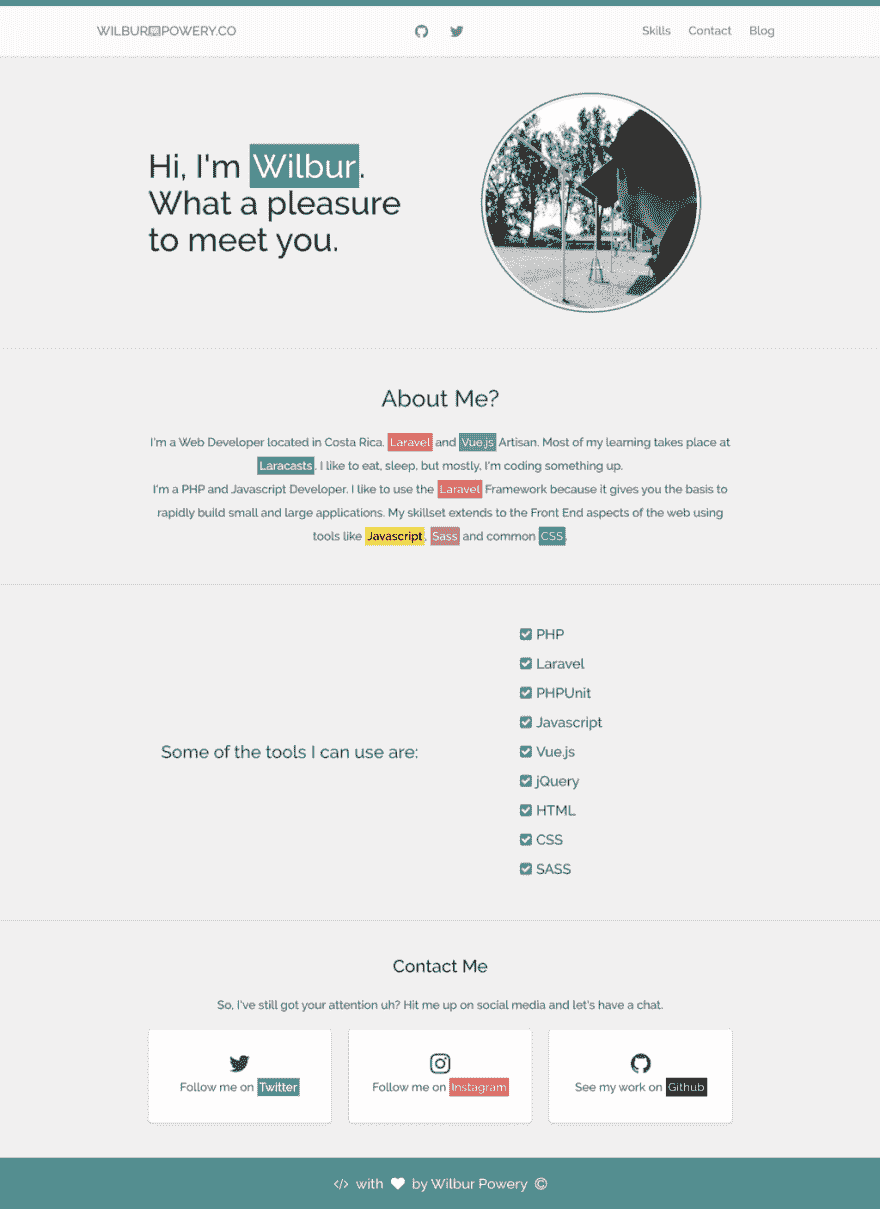 WILBUR POWERY.CO
Skills Contact Blog
Hi, I'm Wilbur.
What a pleasure
to meet you.
About Me?
I'm a Web Developer located in Costa Rica. Laravel and Vue.js Artisan. Most of my learning takes place at
Laracasts. I like to eat, sleep, but mostly, I'm coding something up.
I'm a PHP and Javascript Developer. I like to use the Laravel Framework because it gives you the basis to
rapidly build small and large applications. My skillset extends to the Front End aspects of the web using
tools like Javascript, Sass and common CSS.
Some of the tools I can use are:
PHP
Laravel
PHPUnit
Javascript
Vue.js
jQuery
HTML
CSS
SASS
Contact Me
So, I've still got your attention uh? Hit me up on social media and let's have a chat.
Follow me on Twitter
Follow me on Instagram
See my work on Github
</> with ♥ by Wilbur Powery ©